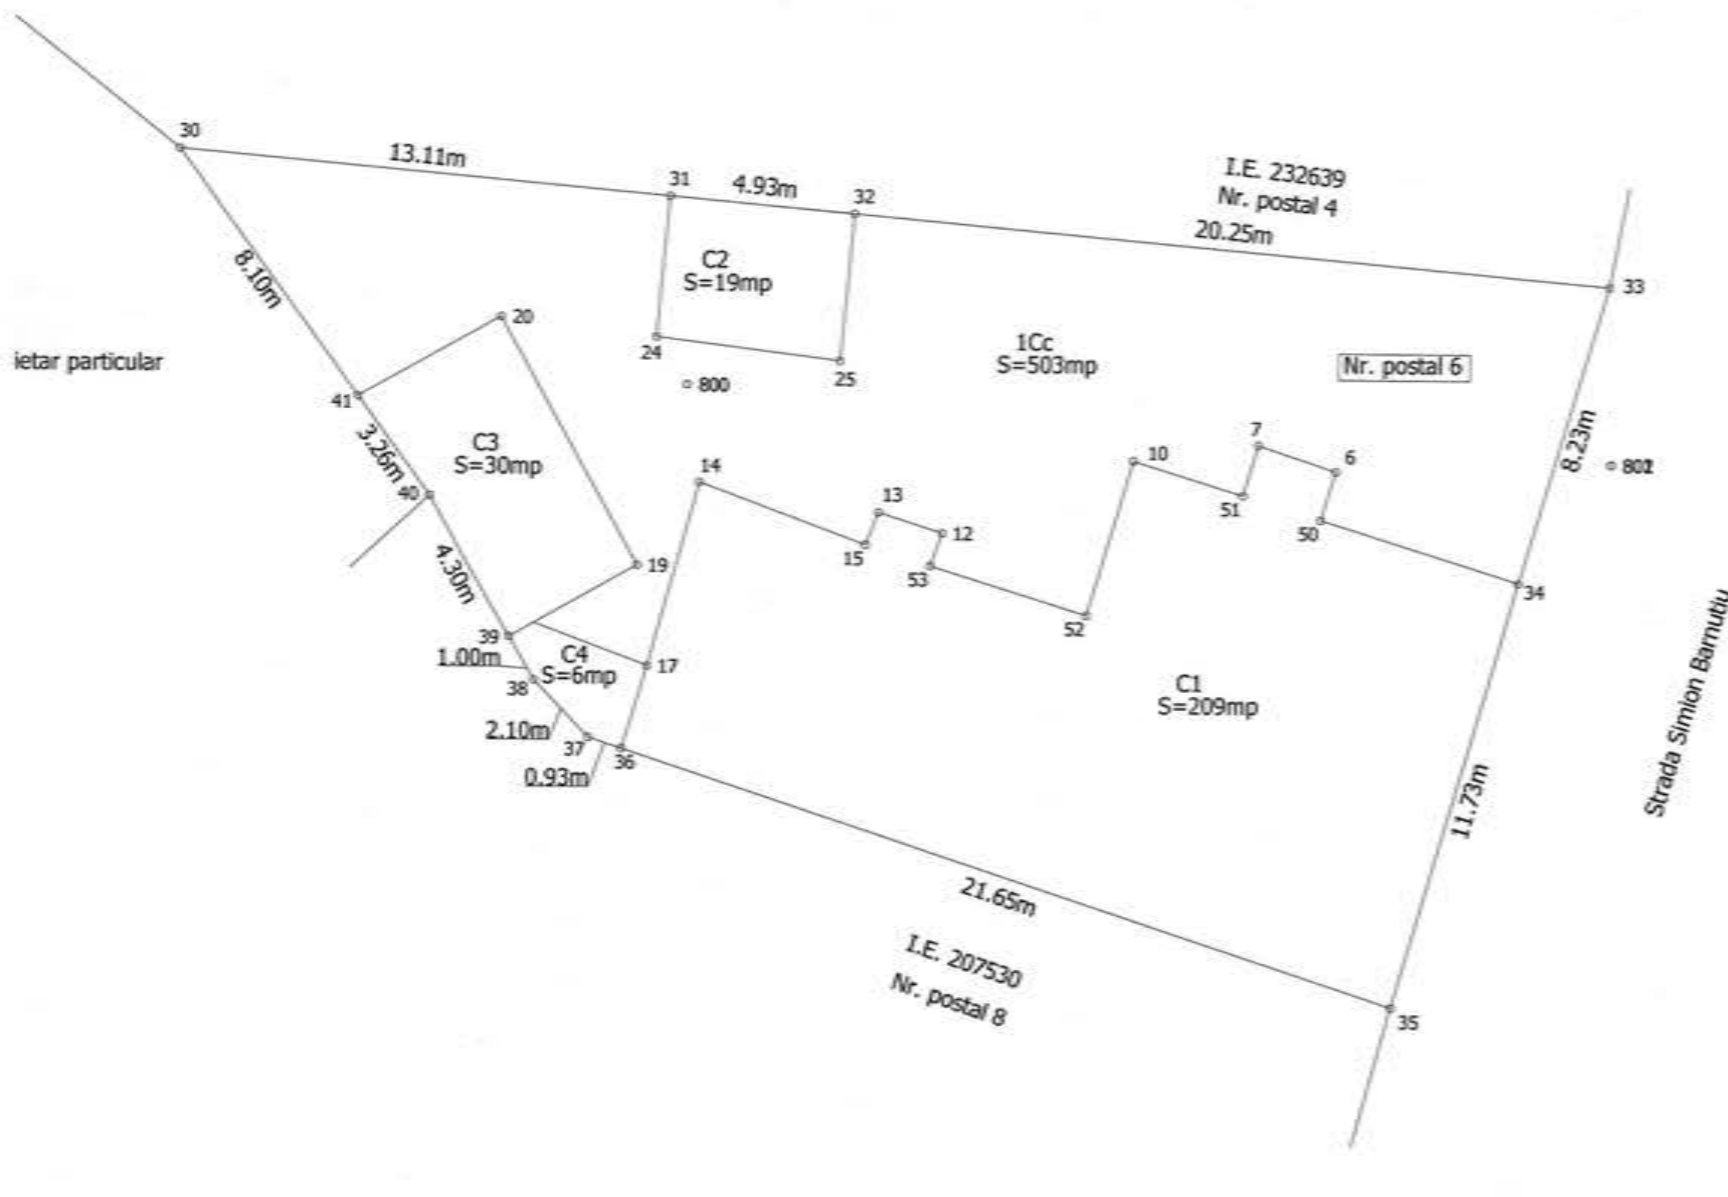 30
13.11m
31
4.93m
32
I.E. 232639
Nr. postal 4
20.25m
33
8.10m
C2
S=19mp
20
24
25
800
1Cc
S=503mp
Nr. postal 6
ietar particular
41
3.26m
40
C3
S=30mp
14
13
12
15
53
10
7
6
51
50
8.23m
34
4.30m
19
52
39
1.00m
38
C4
S=6mp
17
C1
S=209mp
Strada Simion Barnutiu
2.10m
37
36
0.93m
11.73m
21.65m
I.E. 207530
Nr. postal 8
35